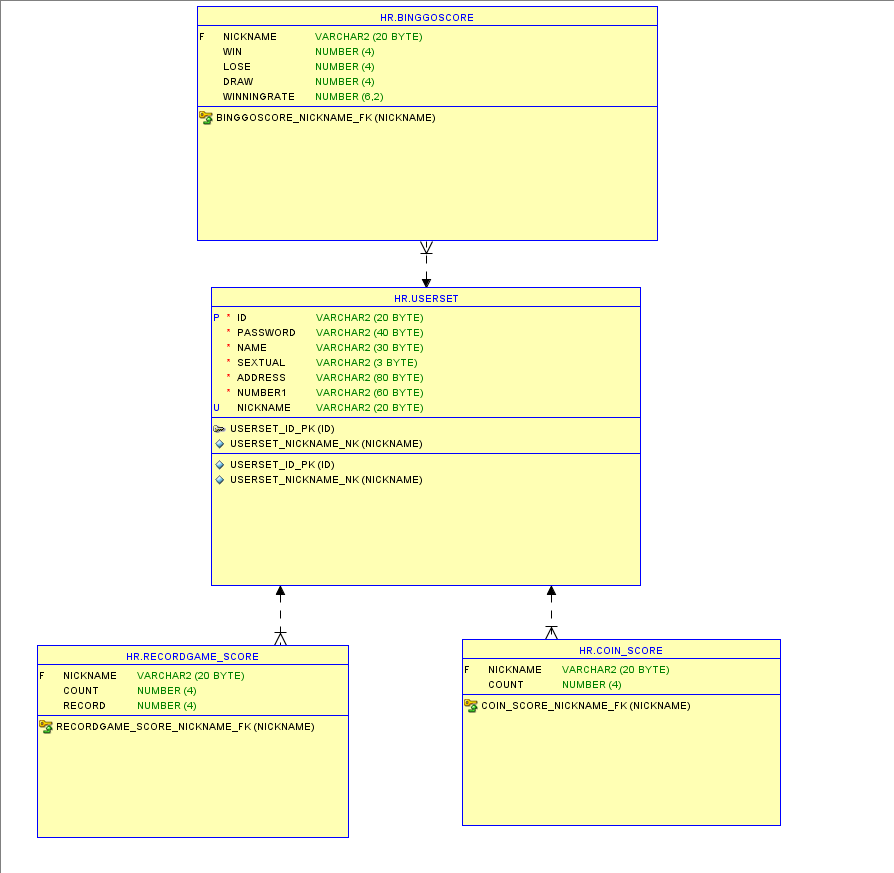 HR.BINGGOSCORE
F NICKNAME VARCHAR2 (20 BYTE)
WIN NUMBER (4)
LOSE NUMBER (4)
DRAW NUMBER (4)
WINNINGRATE NUMBER (6,2)
BINGGOSCORE_NICKNAME_FK (NICKNAME)
HR.USERSET
P * ID VARCHAR2 (20 BYTE)
* PASSWORD VARCHAR2 (40 BYTE)
* NAME VARCHAR2 (30 BYTE)
* SEXTUAL VARCHAR2 (3 BYTE)
* ADDRESS VARCHAR2 (80 BYTE)
* NUMBER1 VARCHAR2 (60 BYTE)
U NICKNAME VARCHAR2 (20 BYTE)
USERSET_ID_PK (ID)
USERSET_NICKNAME_NK (NICKNAME)
USERSET_ID_PK (ID)
USERSET_NICKNAME_NK (NICKNAME)
HR.RECORDGAME_SCORE
F NICKNAME VARCHAR2 (20 BYTE)
COUNT NUMBER (4)
RECORD NUMBER (4)
RECORDGAME_SCORE_NICKNAME_FK (NICKNAME)
HR.COIN_SCORE
F NICKNAME VARCHAR2 (20 BYTE)
COUNT NUMBER (4)
COIN_SCORE_NICKNAME_FK (NICKNAME)